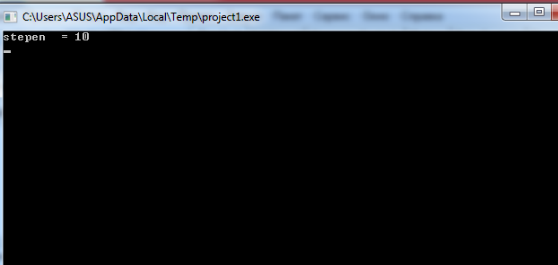 C:\Users\ASUS\AppData\Local\Temp\project1.exe
stepen  = 10